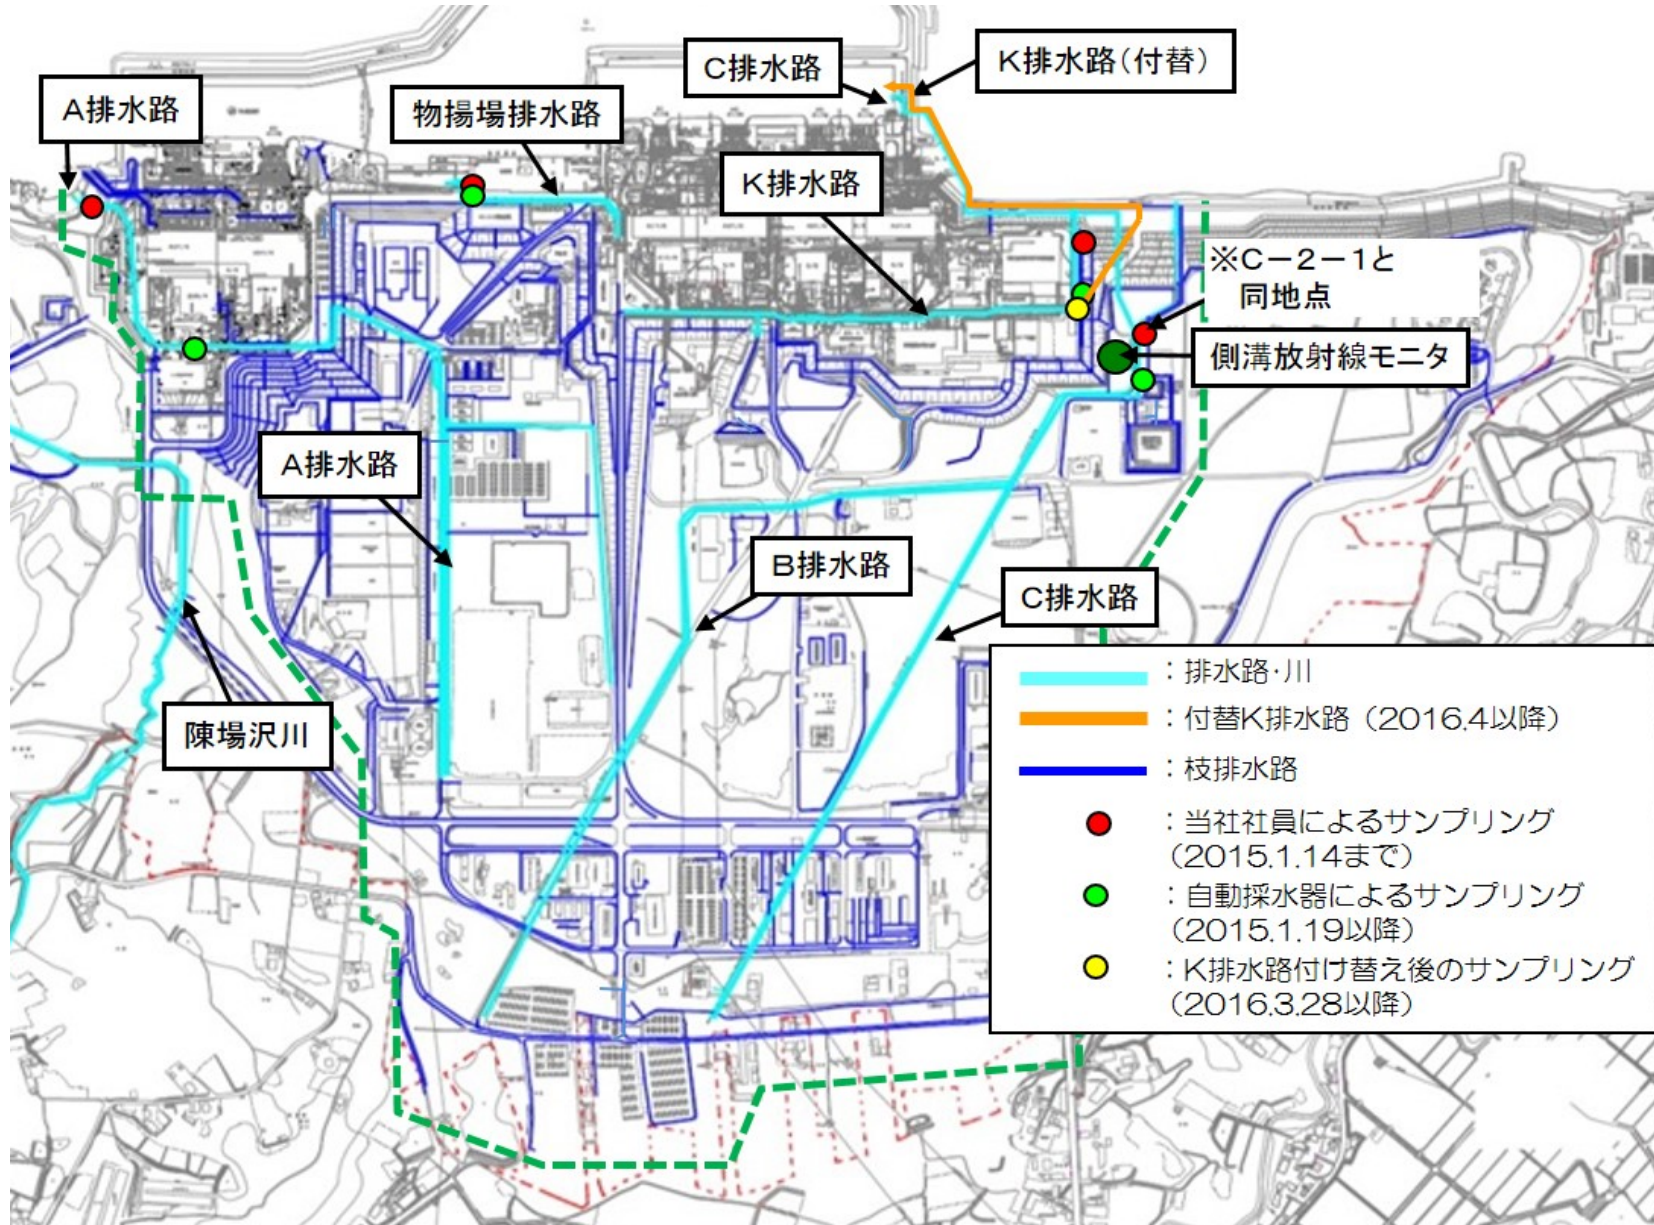 C排水路
K排水路(付替)
A排水路
物揚場排水路
K排水路
※C-2-1と
同地点
側溝放射線モニタ
A排水路
B排水路
C排水路
陳場沢川
:排水路・川
:付替K排水路(2016.4以降)
:枝排水路
:当社社員によるサンプリング
(2015.1.14まで)
:自動採水器によるサンプリング
(2015.1.19以降)
:K排水路付け替え後のサンプリング
(2016.3.28以降)